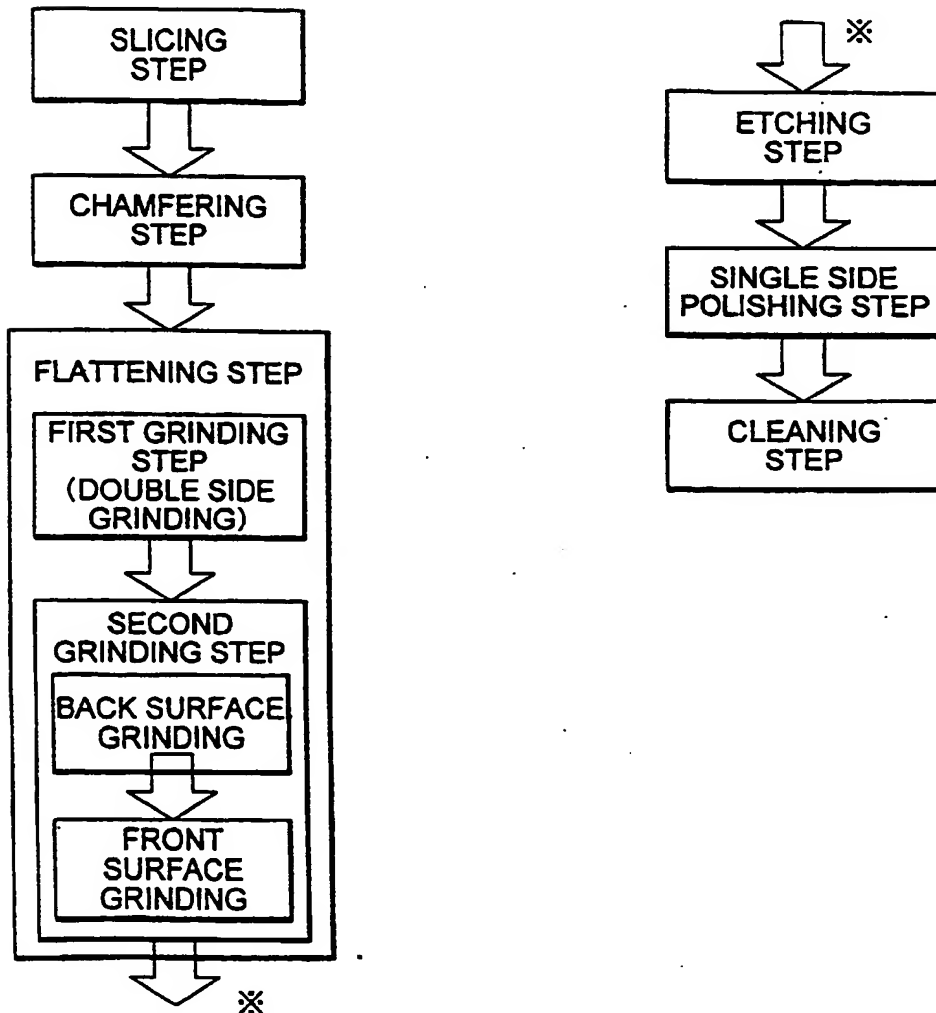 SLICING
STEP
CHAMFERING
STEP
FLATTENING STEP
FIRST GRINDING
STEP
(DOUBLE SIDE
GRINDING)
SECOND
GRINDING STEP
BACK SURFACE
GRINDING
FRONT
SURFACE
GRINDING
※
※
ETCHING
STEP
SINGLE SIDE
POLISHING STEP
CLEANING
STEP